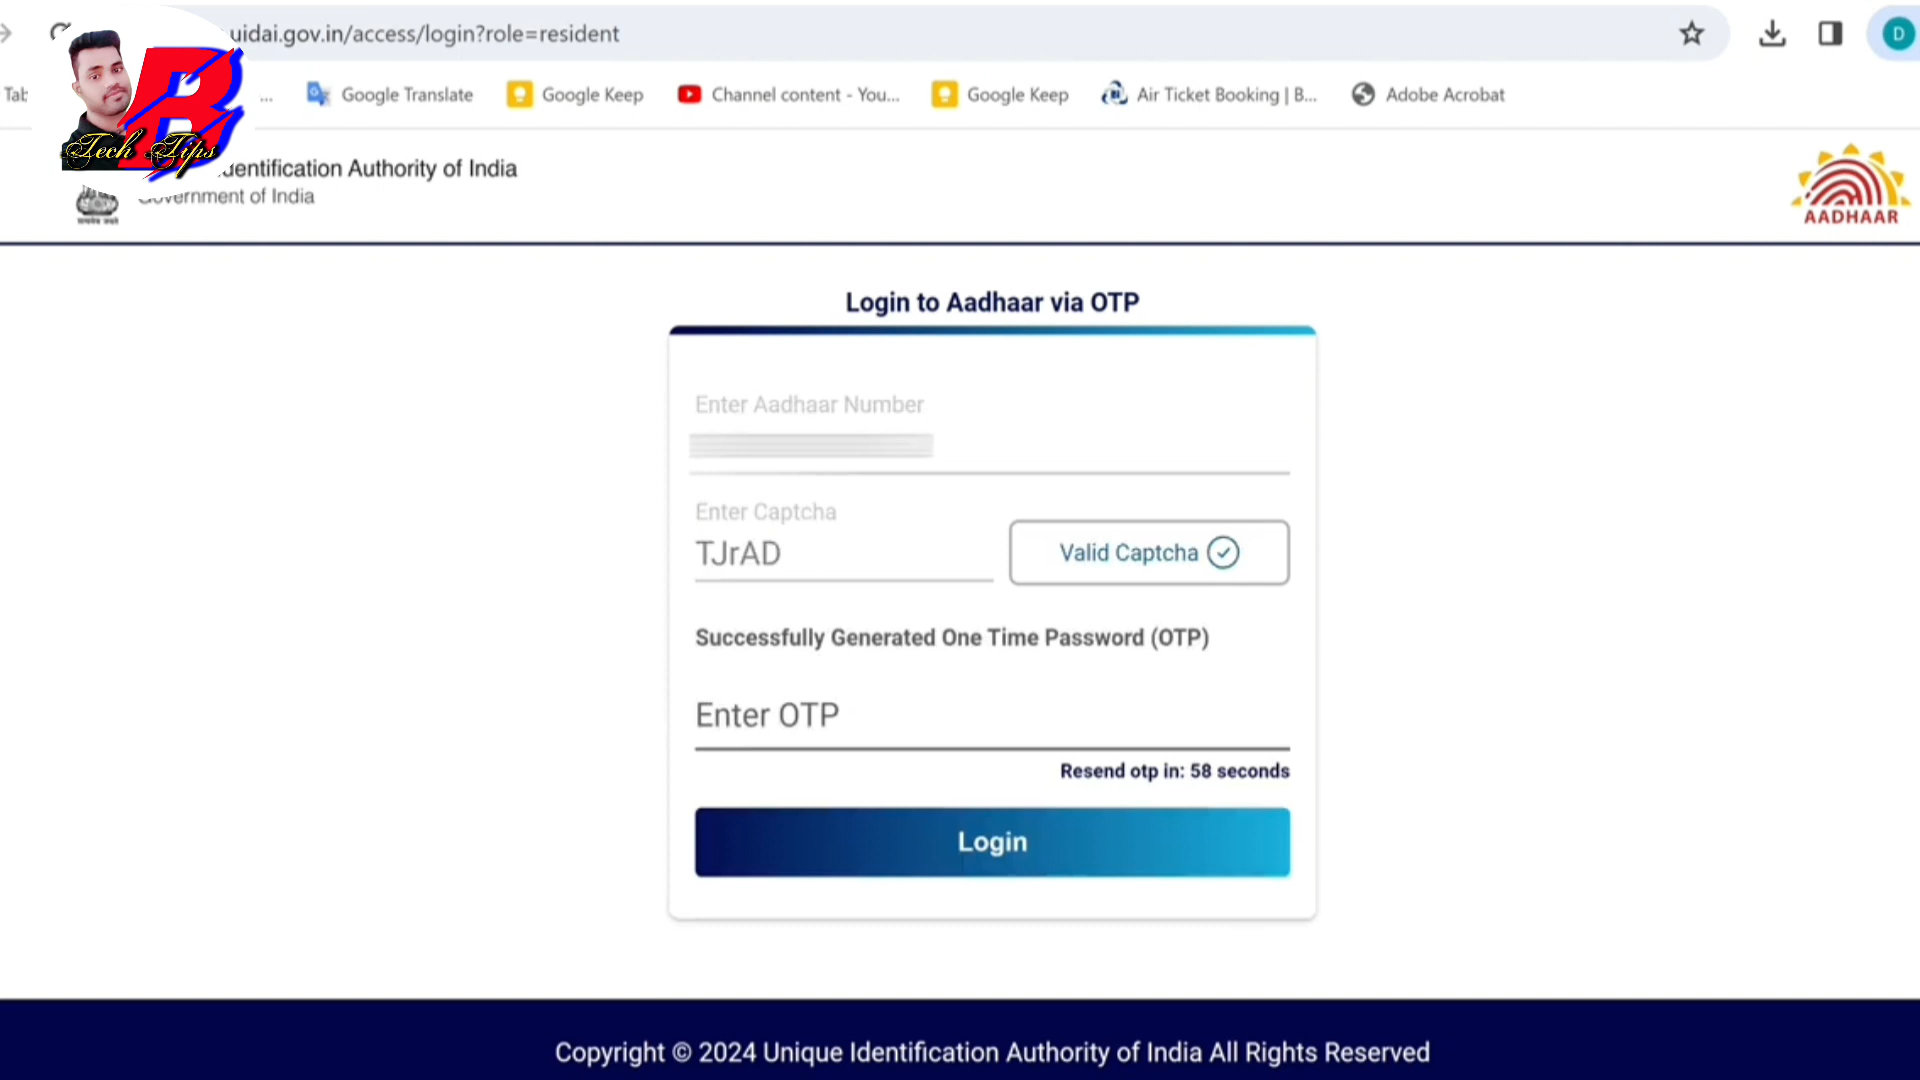 uidai.gov.in/access/login?role=resident
D
Tab
... Google Translate Google Keep Channel content - You... Google Keep Air Ticket Booking | B... Adobe Acrobat
B
Tech Tips
dentification Authority of India
Government of India
AADHAAR
Login to Aadhaar via OTP
Enter Aadhaar Number
Enter Captcha
TJrAD
Valid Captcha
Successfully Generated One Time Password (OTP)
Enter OTP
Resend otp in: 58 seconds
Login
Copyright © 2024 Unique Identification Authority of India All Rights Reserved